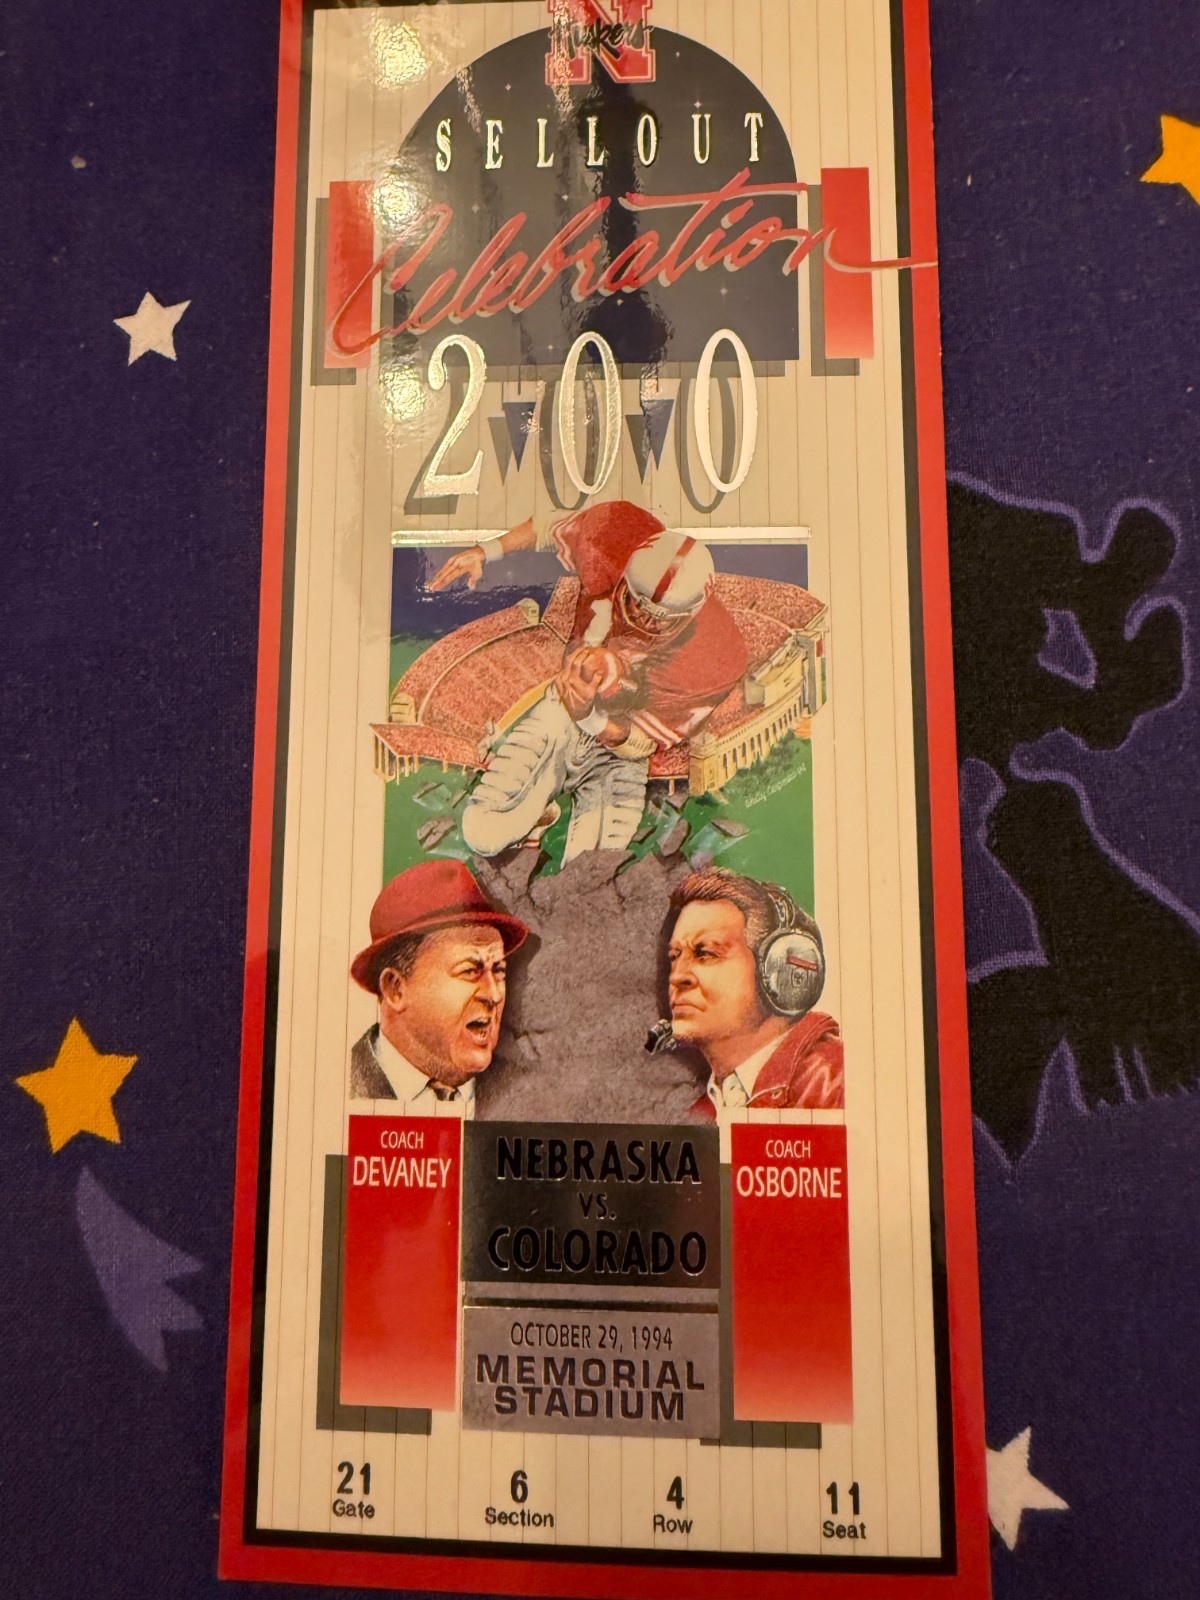 N
Huskers
SELLOUT
Celebration
200
COACH
DEVANEY
NEBRASKA
VS.
COLORADO
COACH
OSBORNE
OCTOBER 29, 1994
MEMORIAL
STADIUM
21
Gate
6
Section
4
Row
11
Seat